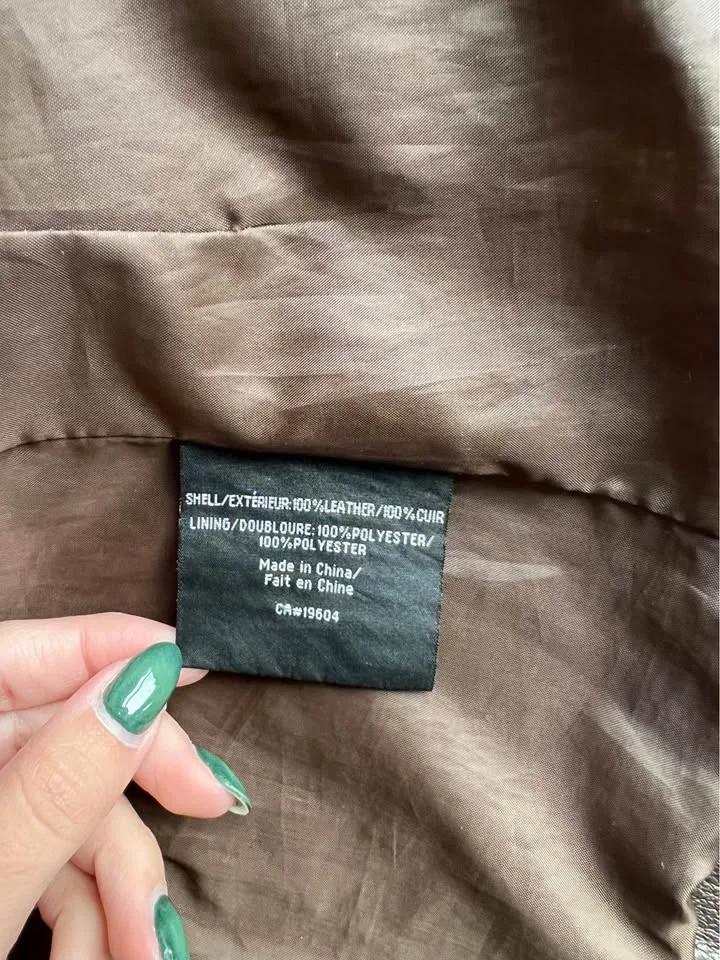 SHELL/EXTÉRIEUR:100%LEATHER/100%CUIR
LINING/DOUBLOURE:100%POLYESTER/
100%POLYESTER
Made in China/
Fait en Chine
CA#19604